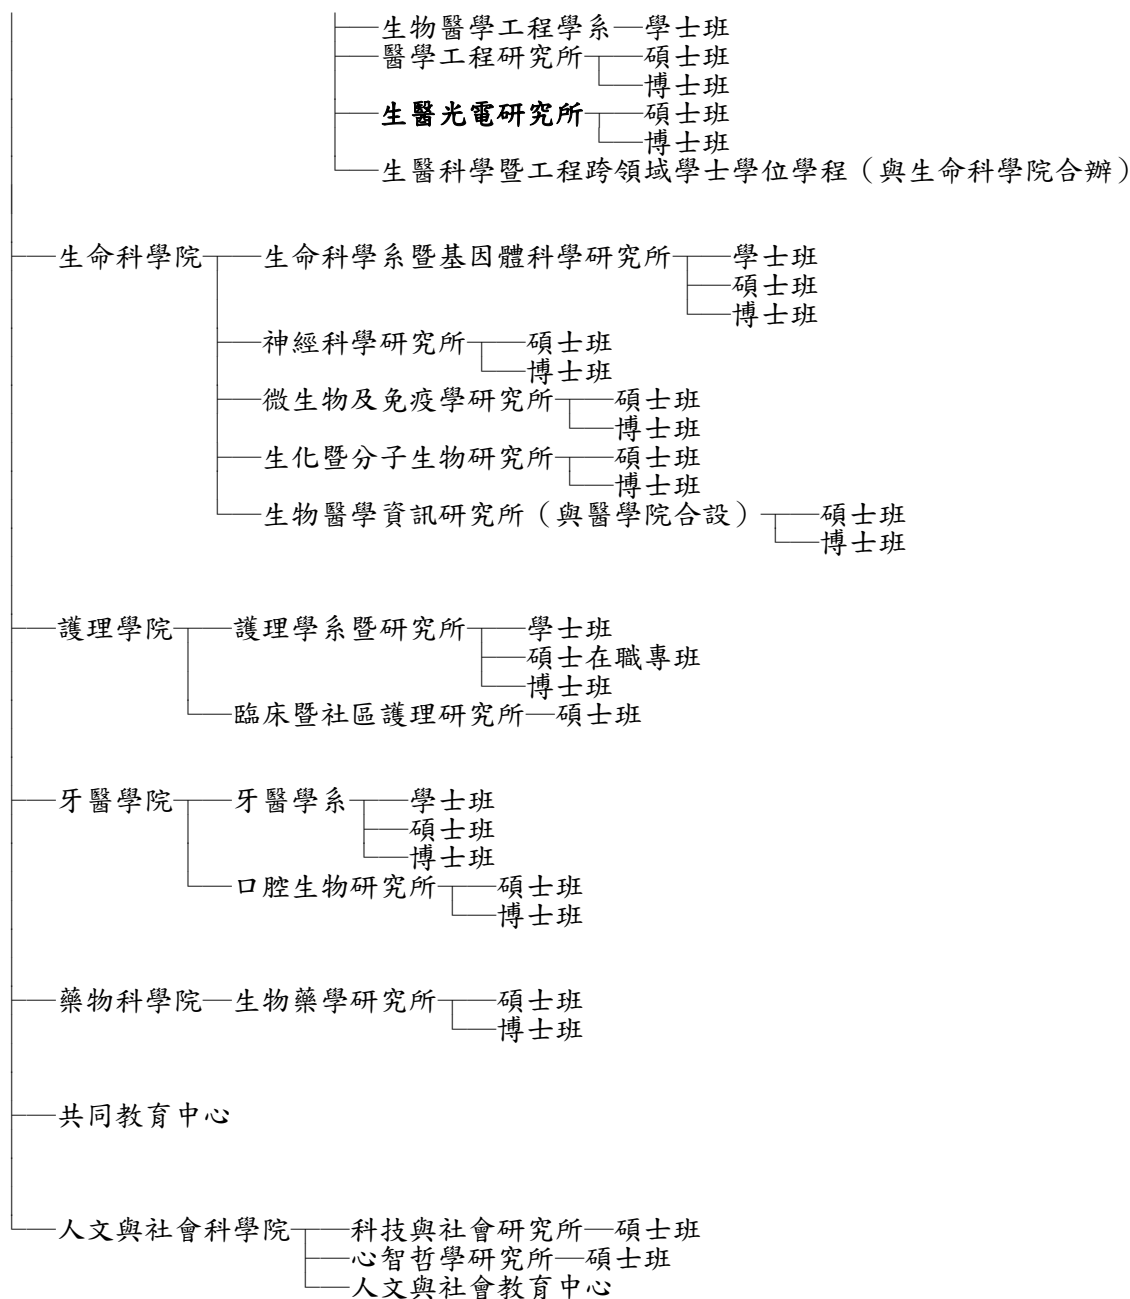 生物醫學工程學系 學士班
醫學工程研究所 碩士班
博士班
生醫光電研究所 碩士班
博士班
生醫科學暨工程跨領域學士學位學程（與生命科學院合辦）
生命科學院 生命科學系暨基因體科學研究所 學士班
碩士班
博士班
神經科學研究所 碩士班
博士班
微生物及免疫學研究所 碩士班
博士班
生化暨分子生物研究所 碩士班
博士班
生物醫學資訊研究所（與醫學院合設） 碩士班
博士班
護理學院 護理學系暨研究所 學士班
碩士在職專班
博士班
臨床暨社區護理研究所 碩士班
牙醫學院 牙醫學系 學士班
碩士班
博士班
口腔生物研究所 碩士班
博士班
藥物科學院 生物藥學研究所 碩士班
博士班
共同教育中心
人文與社會科學院 科技與社會研究所 碩士班
心智哲學研究所 碩士班
人文與社會教育中心